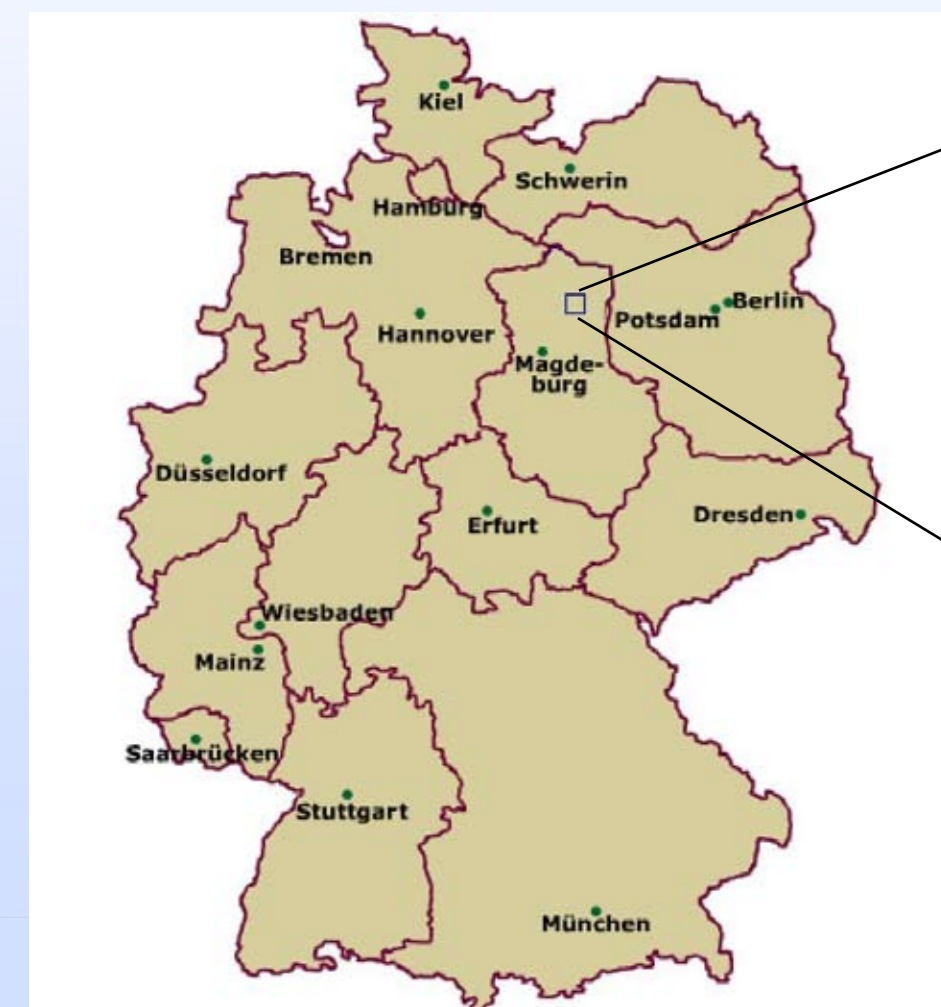 Kiel
Schwerin
Hamburg
Bremen
Berlin
Potsdam
Hannover
Magde-
burg
Düsseldorf
Erfurt
Dresden
Wiesbaden
Mainz
Saarbrücken
Stuttgart
München